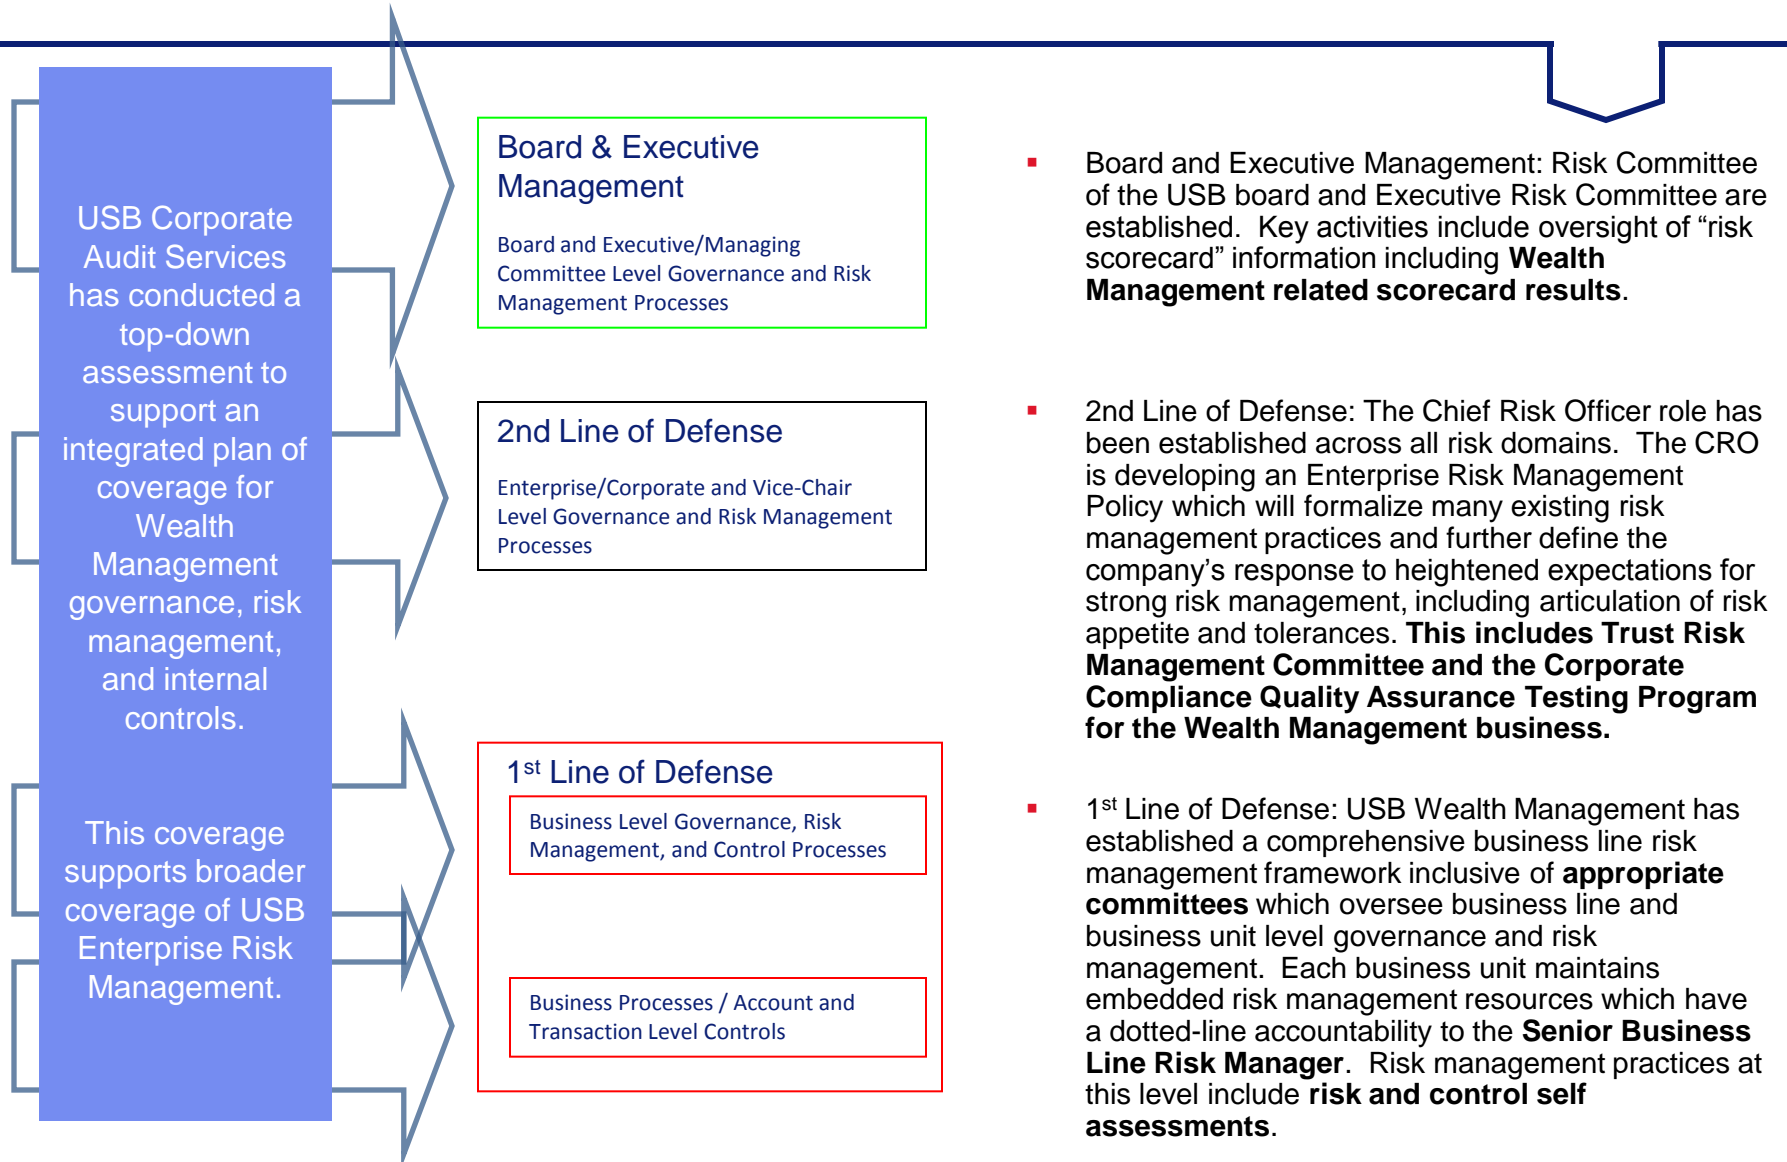 USB Corporate
Audit Services
has conducted a
top-down
assessment to
support an
integrated plan of
coverage for
Wealth
Management
governance, risk
management,
and internal
controls.
This coverage
supports broader
coverage of USB
Enterprise Risk
Management.
Board & Executive
Management
Board and Executive/Managing
Committee Level Governance and Risk
Management Processes
2nd Line of Defense
Enterprise/Corporate and Vice-Chair
Level Governance and Risk Management
Processes
1st Line of Defense
Business Level Governance, Risk
Management, and Control Processes
Business Processes / Account and
Transaction Level Controls
▪ Board and Executive Management: Risk Committee
of the USB board and Executive Risk Committee are
established.  Key activities include oversight of “risk
scorecard” information including Wealth
Management related scorecard results.
▪ 2nd Line of Defense: The Chief Risk Officer role has
been established across all risk domains.  The CRO
is developing an Enterprise Risk Management
Policy which will formalize many existing risk
management practices and further define the
company’s response to heightened expectations for
strong risk management, including articulation of risk
appetite and tolerances. This includes Trust Risk
Management Committee and the Corporate
Compliance Quality Assurance Testing Program
for the Wealth Management business.
▪ 1st Line of Defense: USB Wealth Management has
established a comprehensive business line risk
management framework inclusive of appropriate
committees which oversee business line and
business unit level governance and risk
management.  Each business unit maintains
embedded risk management resources which have
a dotted-line accountability to the Senior Business
Line Risk Manager.  Risk management practices at
this level include risk and control self
assessments.